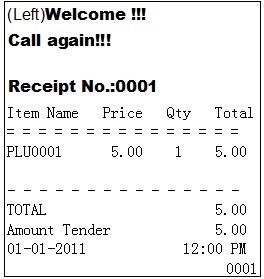 (Left)Welcome !!!
Call again!!!
Receipt No.:0001
Item Name Price Qty Total
= = = = = = = = = = = = = = =
PLU0001 5.00 1 5.00
- - - - - - - - - - - - - - -
TOTAL 5.00
Amount Tender 5.00
01-01-2011 12:00 PM
0001